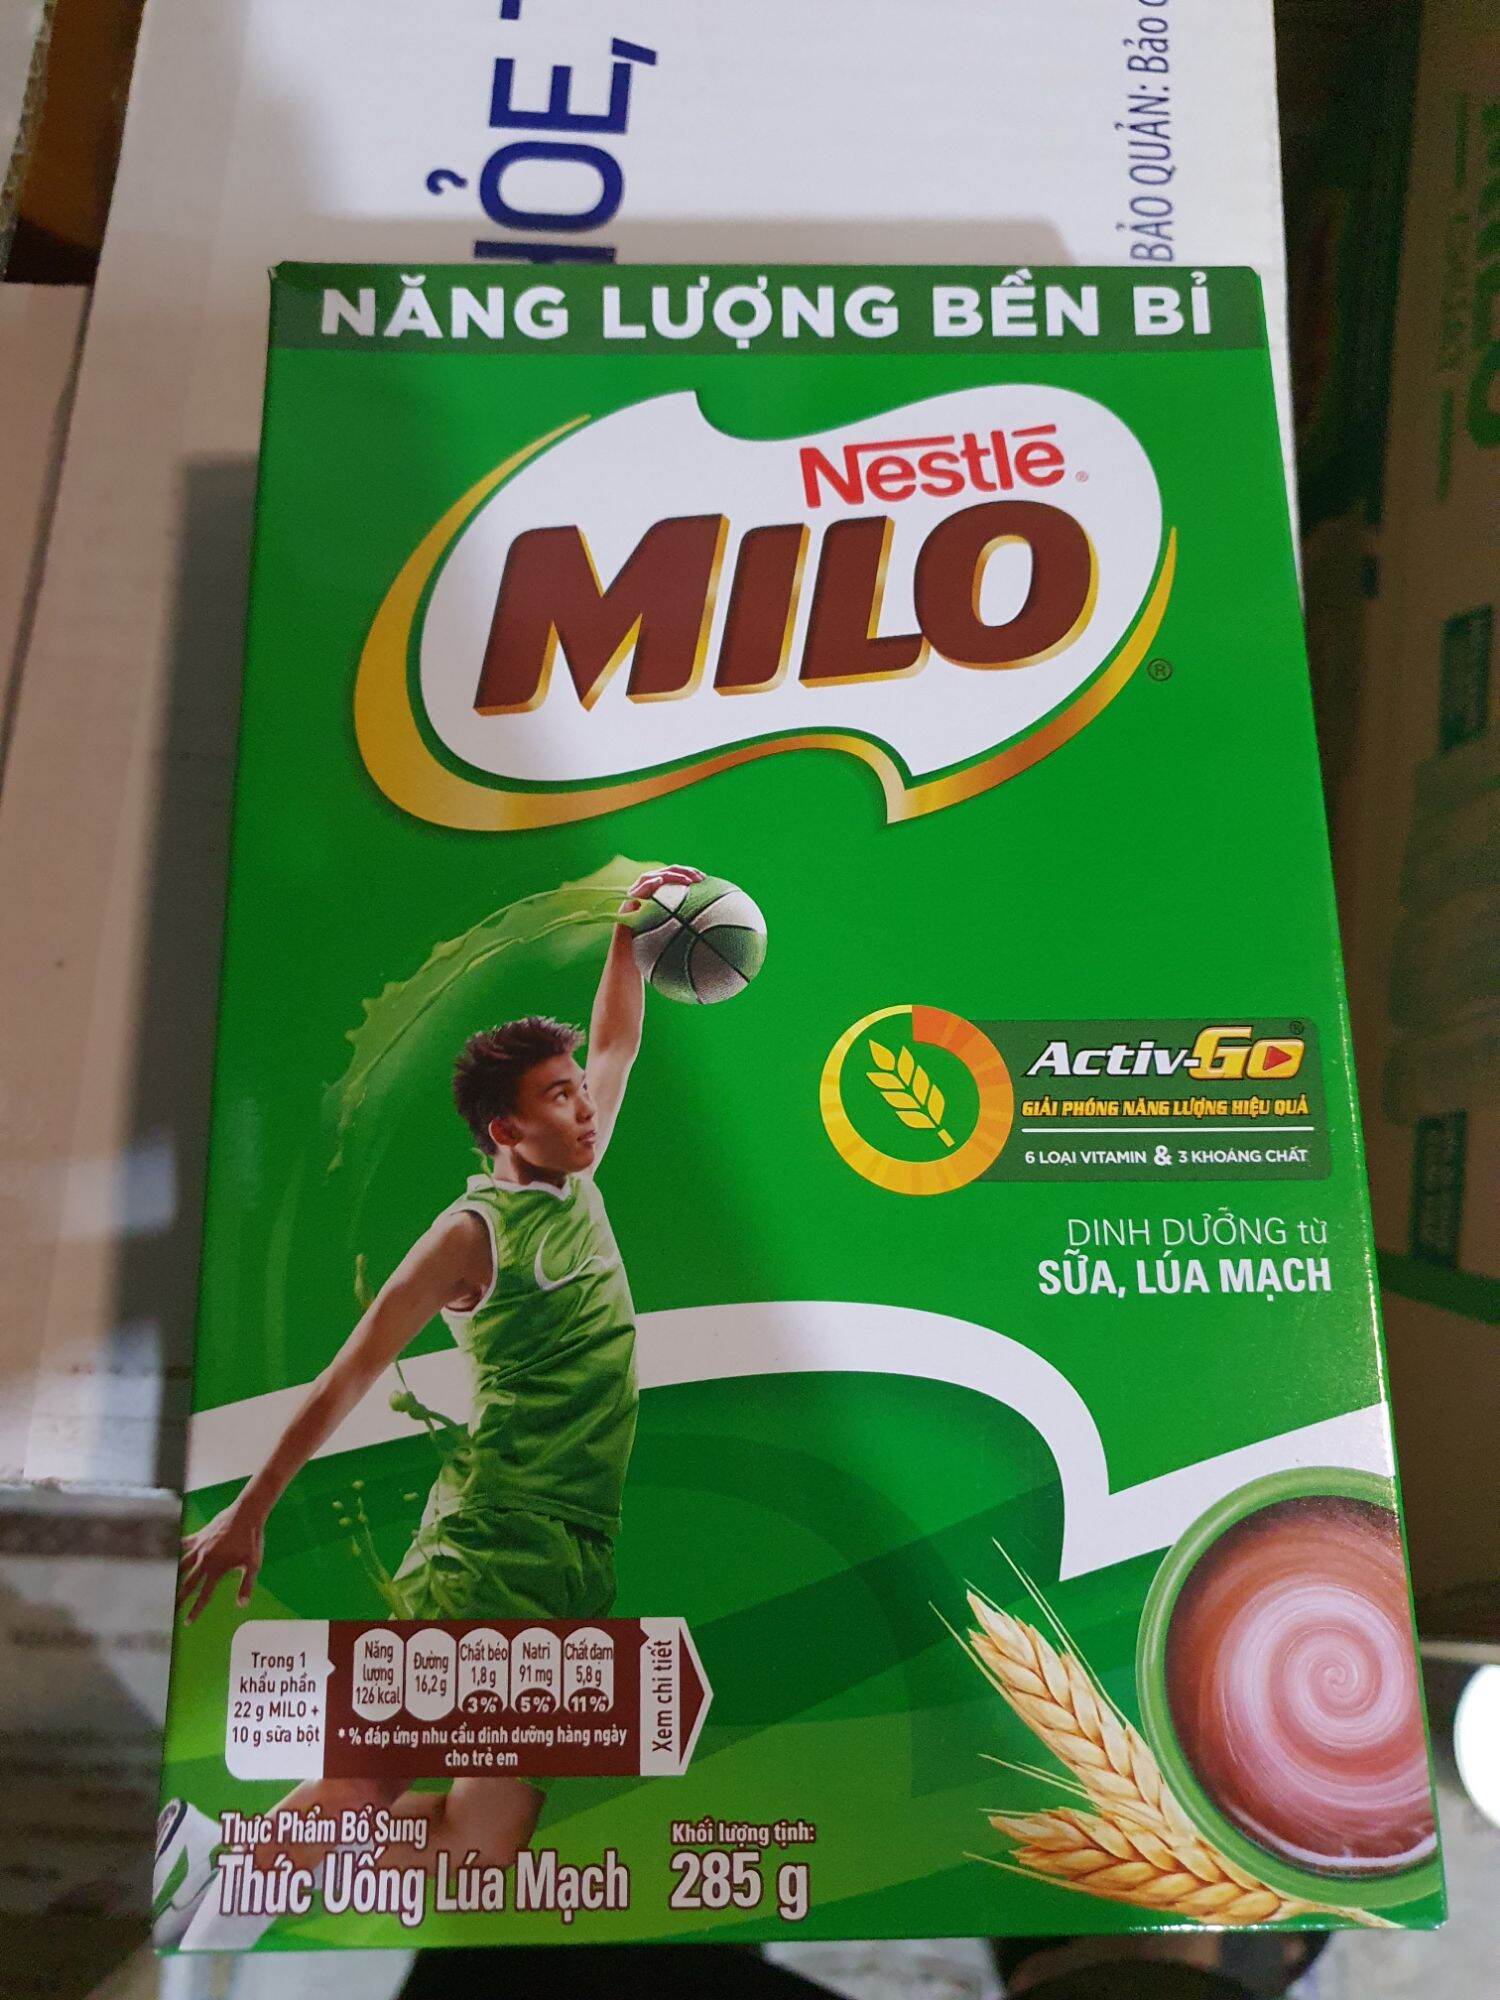 ỎE,
BẢO QUẢN: Bảo
NĂNG LƯỢNG BỀN BỈ
Nestlé®
MILO®
Activ-GO®
GIẢI PHÓNG NĂNG LƯỢNG HIỆU QUẢ
6 LOẠI VITAMIN & 3 KHOÁNG CHẤT
DINH DƯỠNG từ
SỮA, LÚA MẠCH
Trong 1
khẩu phần
22 g MILO +
10 g sữa bột
Năng lượng 126 kcal
Đường 16,2 g
Chất béo 1,8 g 3%
Natri 91 mg 5%
Chất đạm 5,8 g 11%
* % đáp ứng nhu cầu dinh dưỡng hàng ngày
cho trẻ em
Xem chi tiết
Thực Phẩm Bổ Sung
Thức Uống Lúa Mạch
Khối lượng tịnh:
285 g